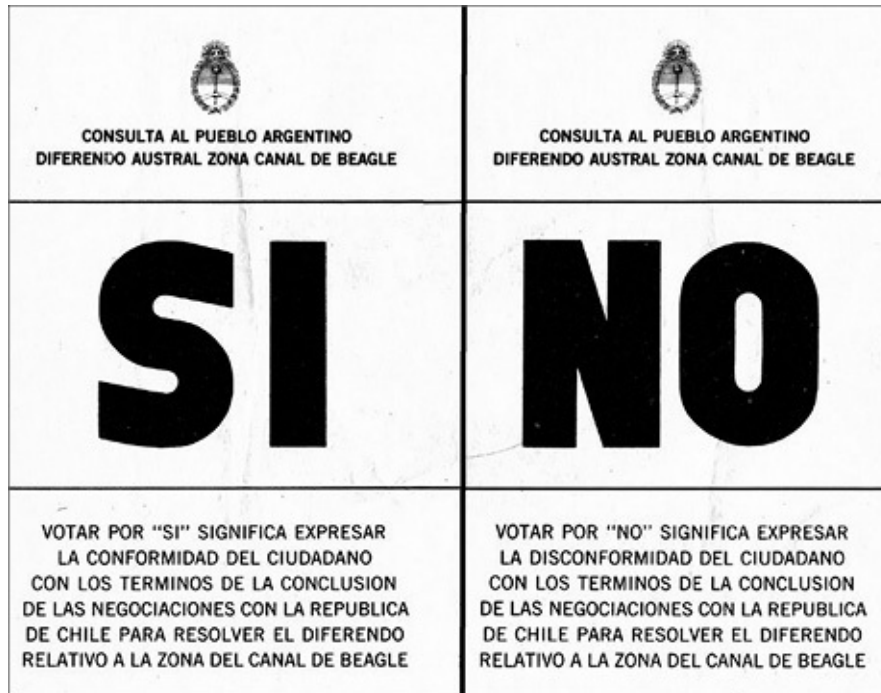 CONSULTA AL PUEBLO ARGENTINO
DIFERENDO AUSTRAL ZONA CANAL DE BEAGLE
SI
VOTAR POR "SI" SIGNIFICA EXPRESAR
LA CONFORMIDAD DEL CIUDADANO
CON LOS TERMINOS DE LA CONCLUSION
DE LAS NEGOCIACIONES CON LA REPUBLICA
DE CHILE PARA RESOLVER EL DIFERENDO
RELATIVO A LA ZONA DEL CANAL DE BEAGLE
CONSULTA AL PUEBLO ARGENTINO
DIFERENDO AUSTRAL ZONA CANAL DE BEAGLE
NO
VOTAR POR "NO" SIGNIFICA EXPRESAR
LA DISCONFORMIDAD DEL CIUDADANO
CON LOS TERMINOS DE LA CONCLUSION
DE LAS NEGOCIACIONES CON LA REPUBLICA
DE CHILE PARA RESOLVER EL DIFERENDO
RELATIVO A LA ZONA DEL CANAL DE BEAGLE